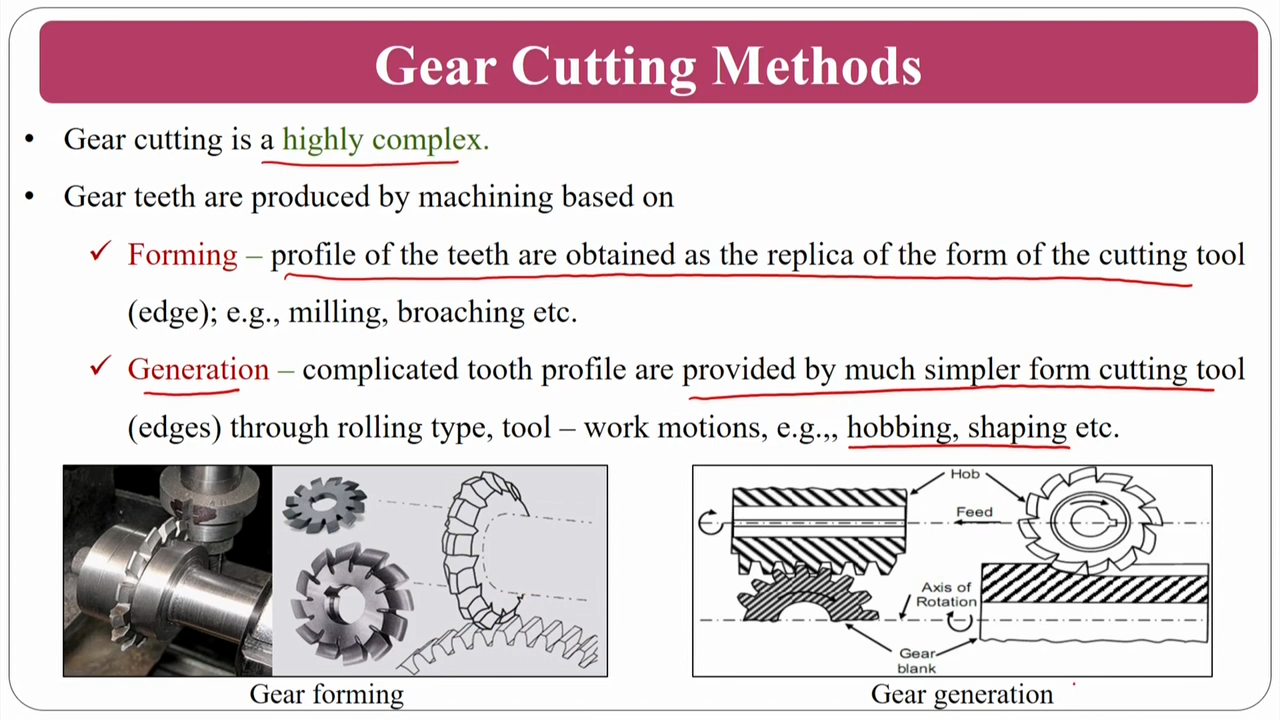 Gear Cutting Methods
• Gear cutting is a highly complex.
• Gear teeth are produced by machining based on
✓ Forming – profile of the teeth are obtained as the replica of the form of the cutting tool
(edge); e.g., milling, broaching etc.
✓ Generation – complicated tooth profile are provided by much simpler form cutting tool
(edges) through rolling type, tool – work motions, e.g.,,, hobbing, shaping etc.
Hob
Feed
Axis of
Rotation
Gear
blank
Gear forming
Gear generation